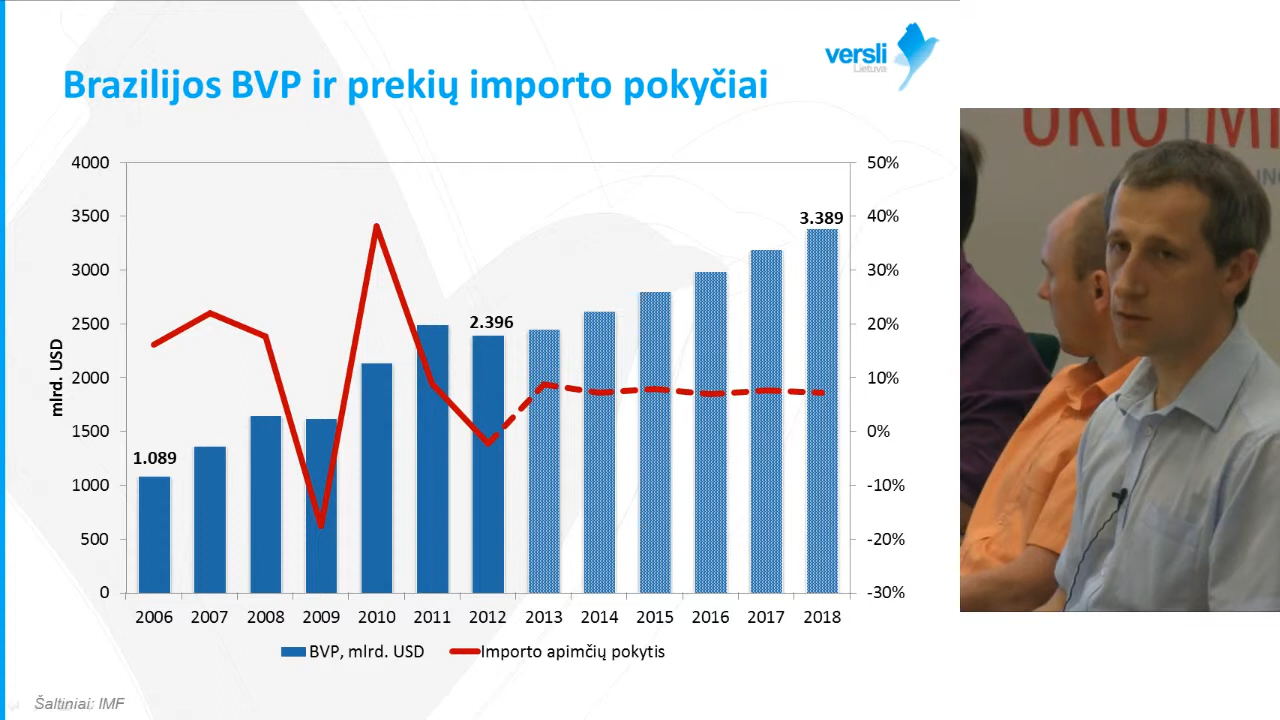 versli
Lietuva
Brazilijos BVP ir prekių importo pokyčiai
4000
3500
3000
2500
2000
1500
1000
500
0
mlrd. USD
50%
40%
30%
20%
10%
0%
-10%
-20%
-30%
1.089
2.396
3.389
2006 2007 2008 2009 2010 2011 2012 2013 2014 2015 2016 2017 2018
BVP, mlrd. USD Importo apimčių pokytis
Šaltiniai: IMF
ŪKIO MI